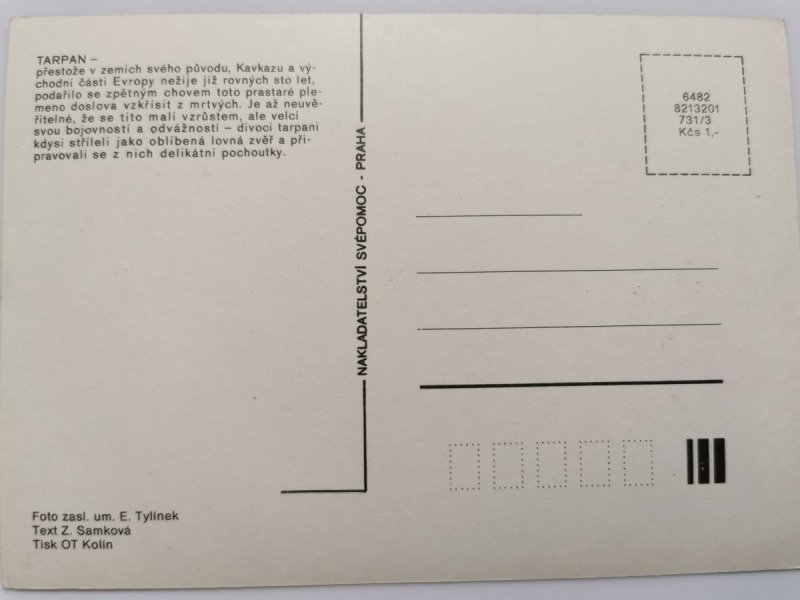 TARPAN –
přestože v zemích svého původu, Kavkazu a vý-
chodní části Evropy nežije již rovných sto let,
podařilo se zpětným chovem toto prastaré ple-
meno doslova vzkřísit z mrtvých. Je až neuvě-
řitelné, že se tito malí vzrůstem, ale velcí
svou bojovností a odvážností – divocí tarpani
kdysi stříleli jako oblíbená lovná zvěř a při-
pravovali se z nich delikátní pochoutky.
Foto zasl. um. E. Tylínek
Text Z. Samková
Tisk OT Kolín
NAKLADATELSTVÍ SVÉPOMOC - PRAHA
6482
8213201
731/3
Kčs 1,-